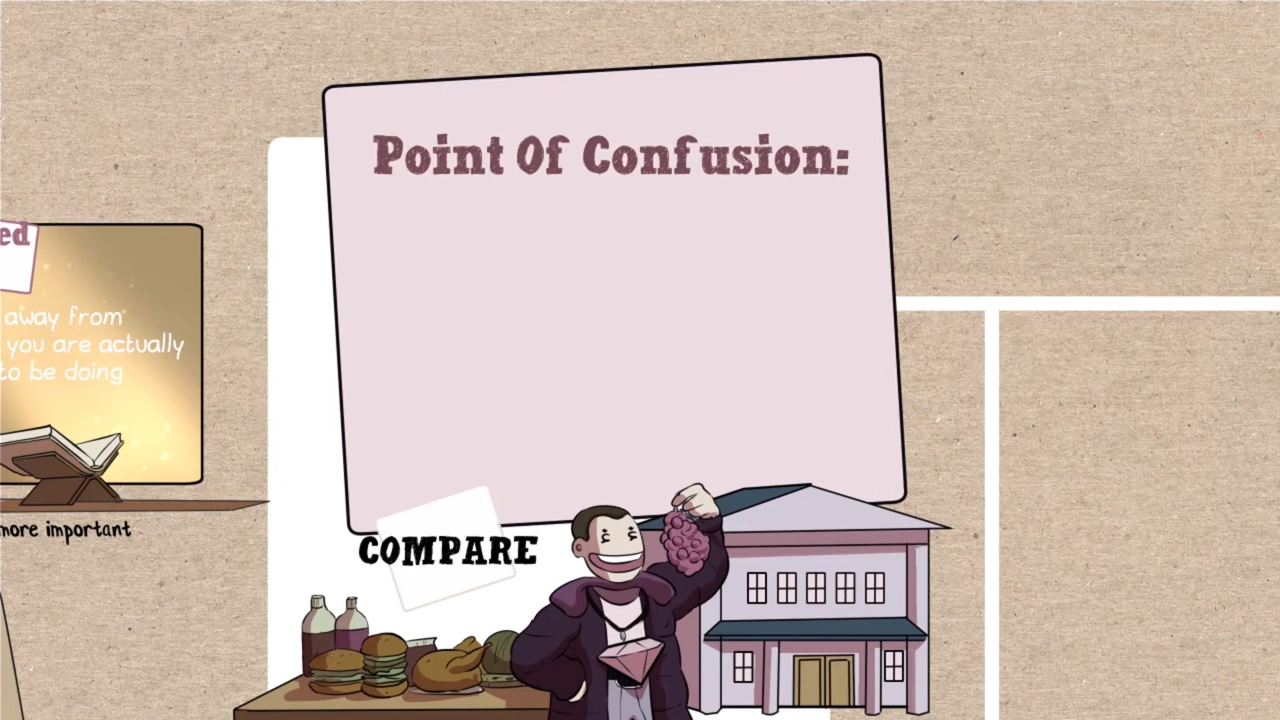 Point Of Confusion:
ed
away from
you are actually
to be doing
more important
COMPARE